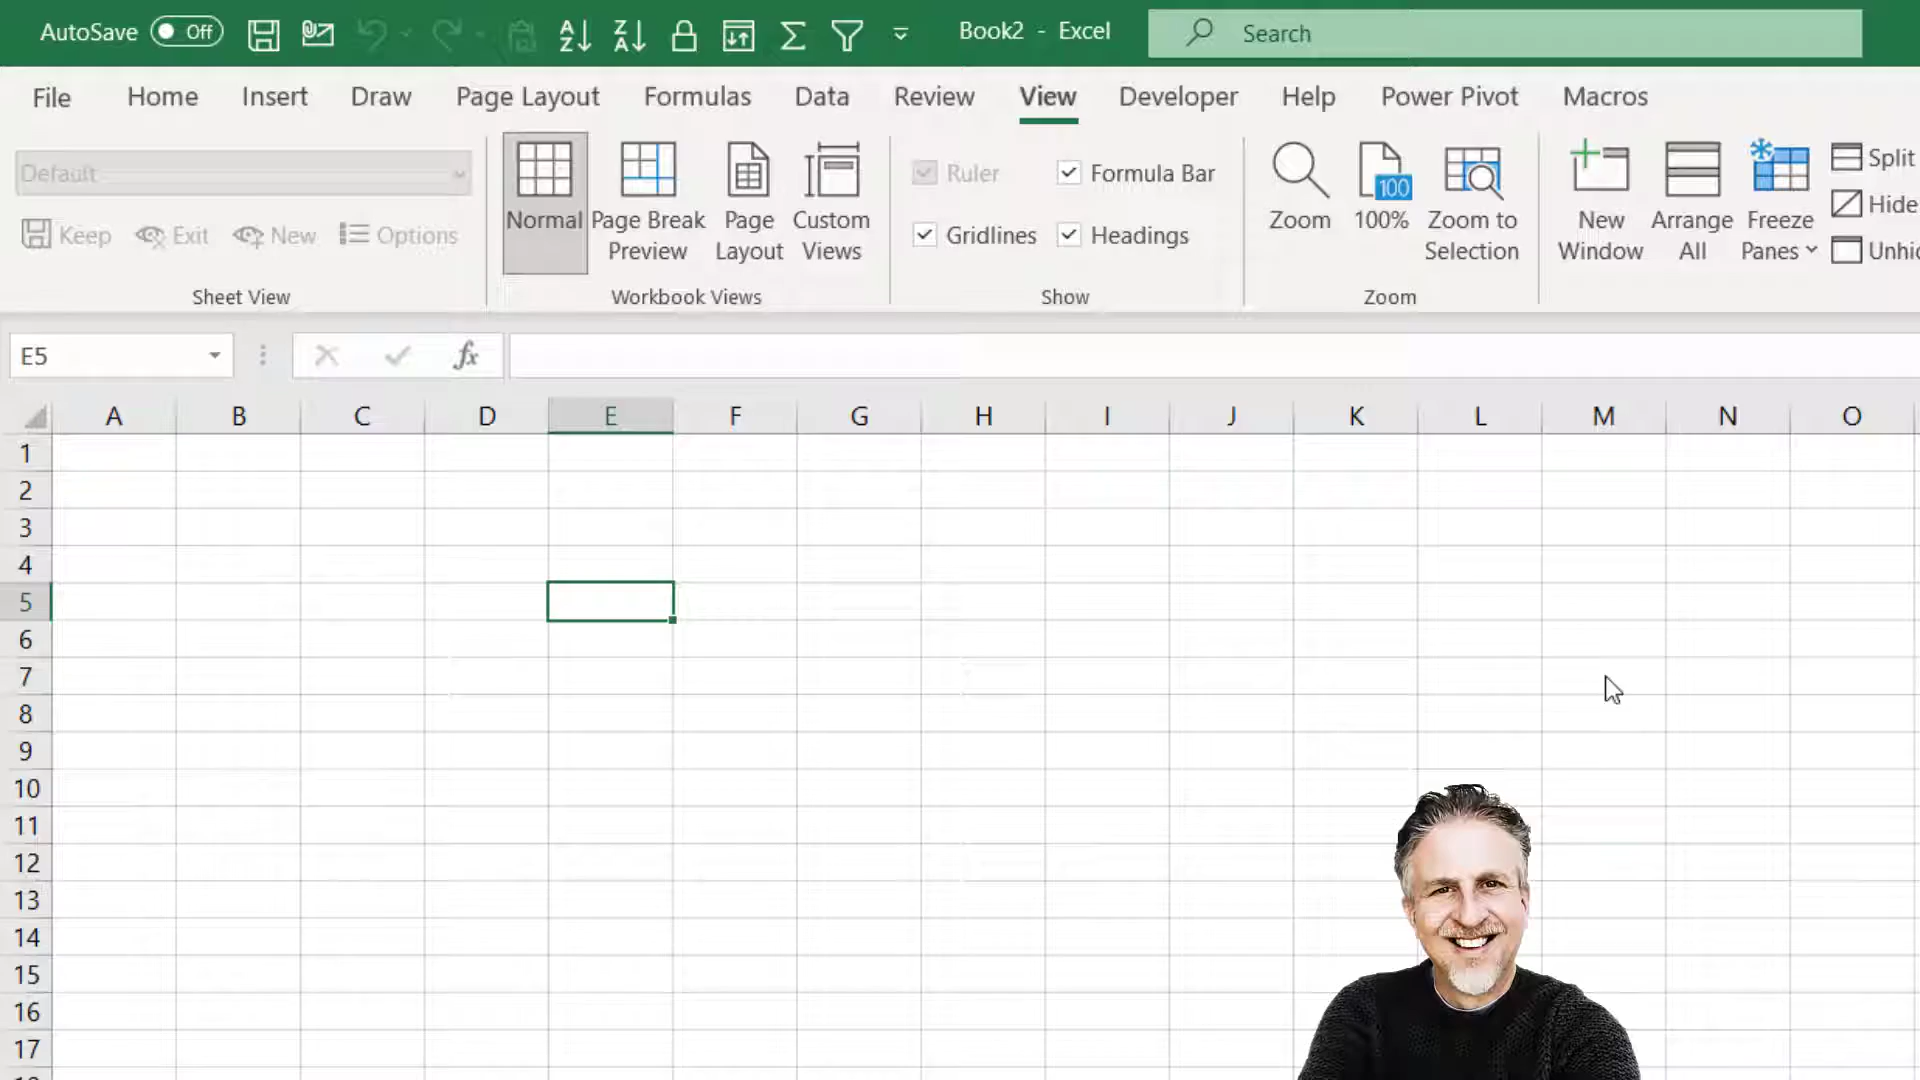 AutoSave Off Book2 - Excel Search
File Home Insert Draw Page Layout Formulas Data Review View Developer Help Power Pivot Macros
Default
Keep Exit New Options
Sheet View
Normal
Page Break Preview
Page Layout
Custom Views
Workbook Views
Ruler Formula Bar
Gridlines Headings
Show
Zoom
100
100%
Zoom to Selection
Zoom
New Window
Arrange All
Freeze Panes
Split
Hide
Unhi
E5 fx
A B C D E F G H I J K L M N O
1
2
3
4
5
6
7
8
9
10
11
12
13
14
15
16
17